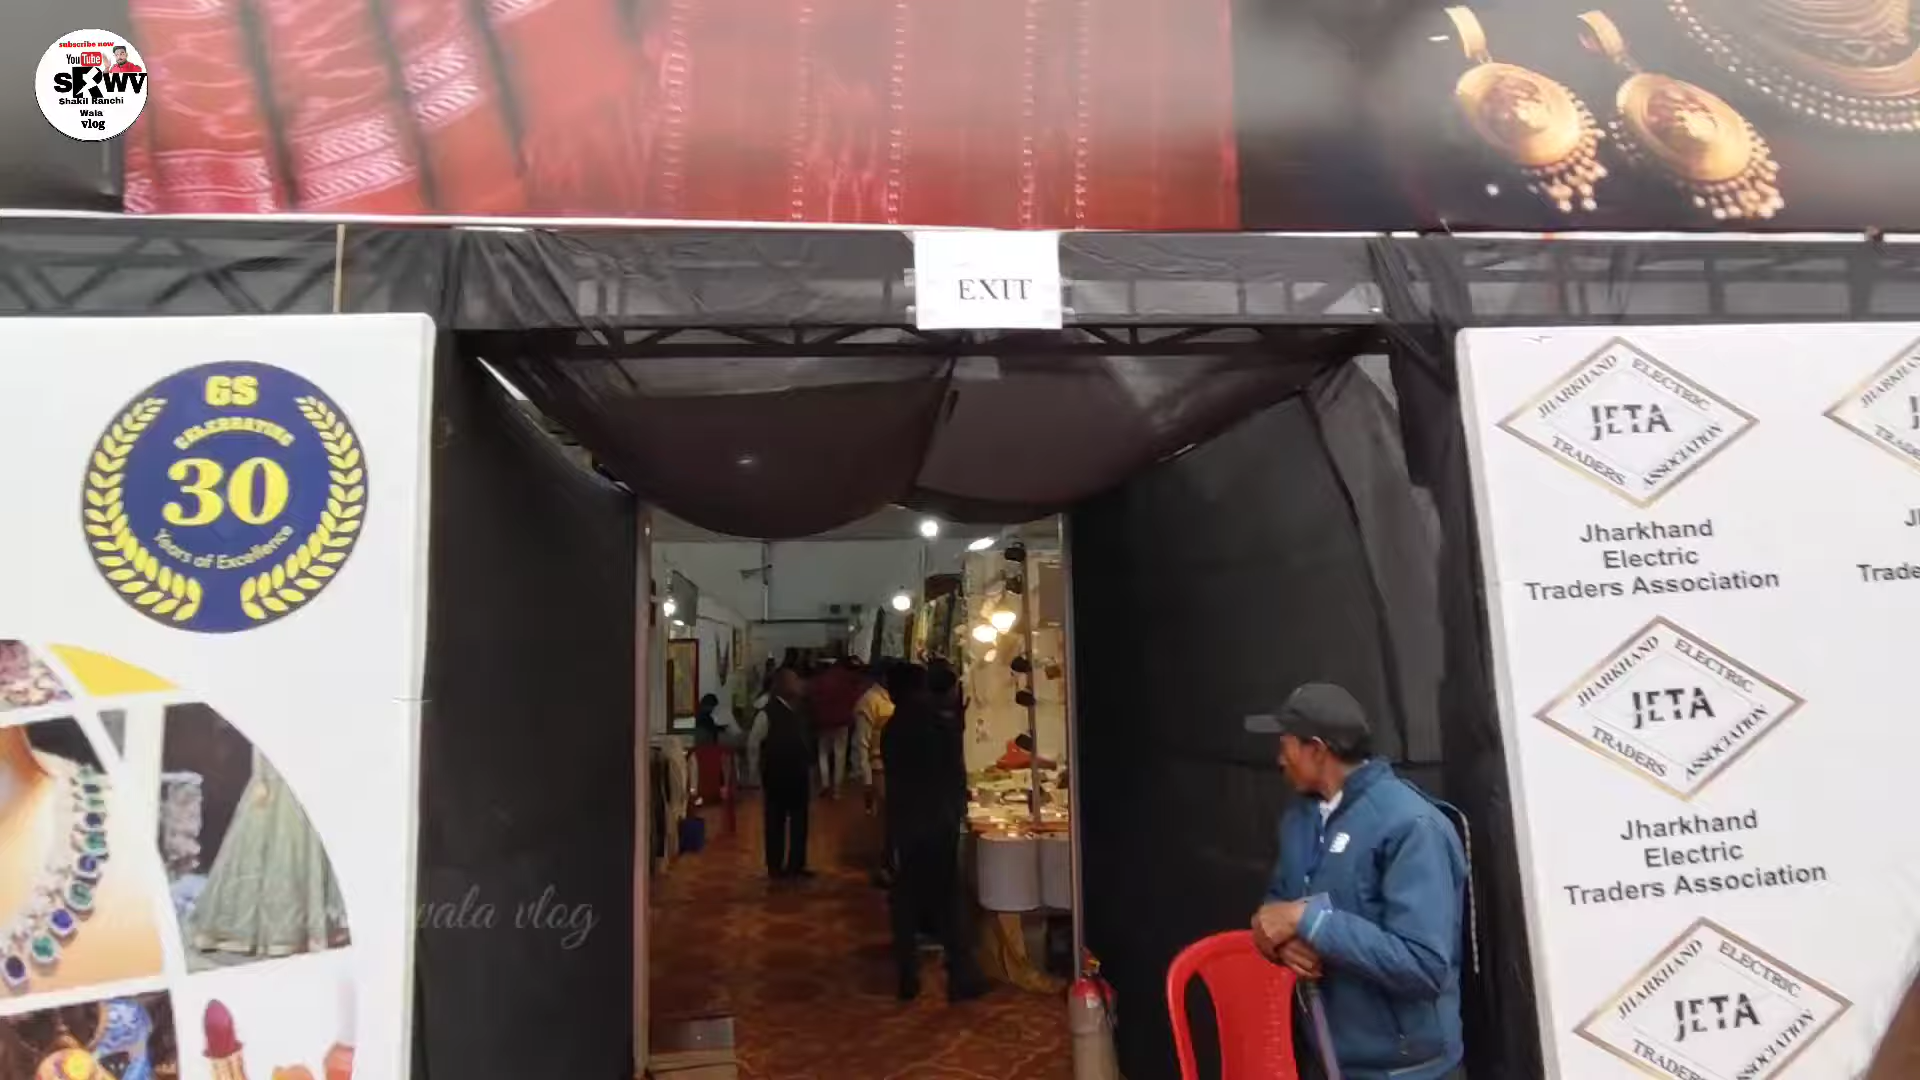 subscribe now
YouTube
SRWV
Shakil Ranchi
Wala
vlog
EXIT
GS
CELEBRATING
30
Years of Excellence
wala vlog
JHARKHAND ELECTRIC
JETA
TRADERS ASSOCIATION
Jharkhand
Electric
Traders Association
JHARKHAND ELECTRIC
JETA
TRADERS ASSOCIATION
Jharkhand
Electric
Traders Association
JHARKHAND ELECTRIC
JETA